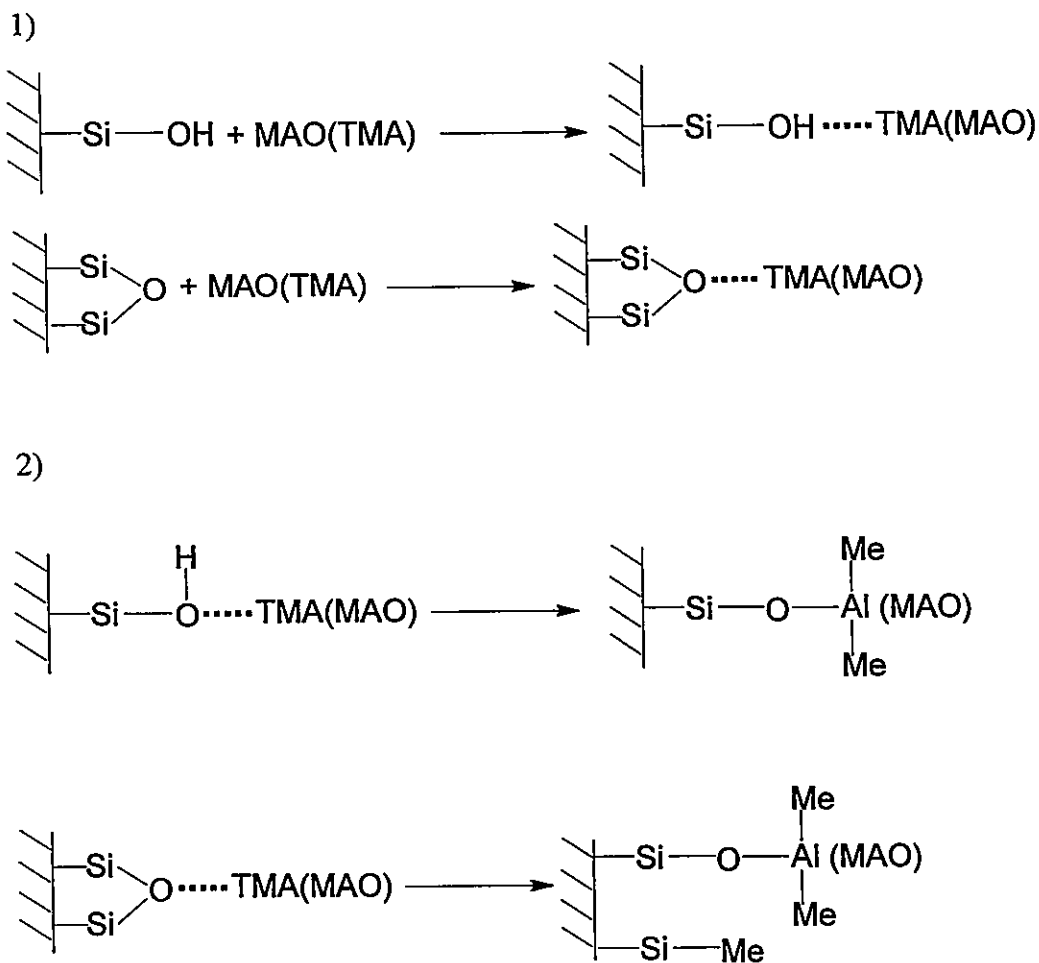 1)
Si—OH + MAO(TMA) Si—OH·····TMA(MAO)
Si
O + MAO(TMA)
Si
Si
O·····TMA(MAO)
Si
2)
H
Si—O·····TMA(MAO)
Me
Si—O—Al (MAO)
Me
Si
O·····TMA(MAO)
Si
Me
Si—O—Al (MAO)
Me
Si—Me